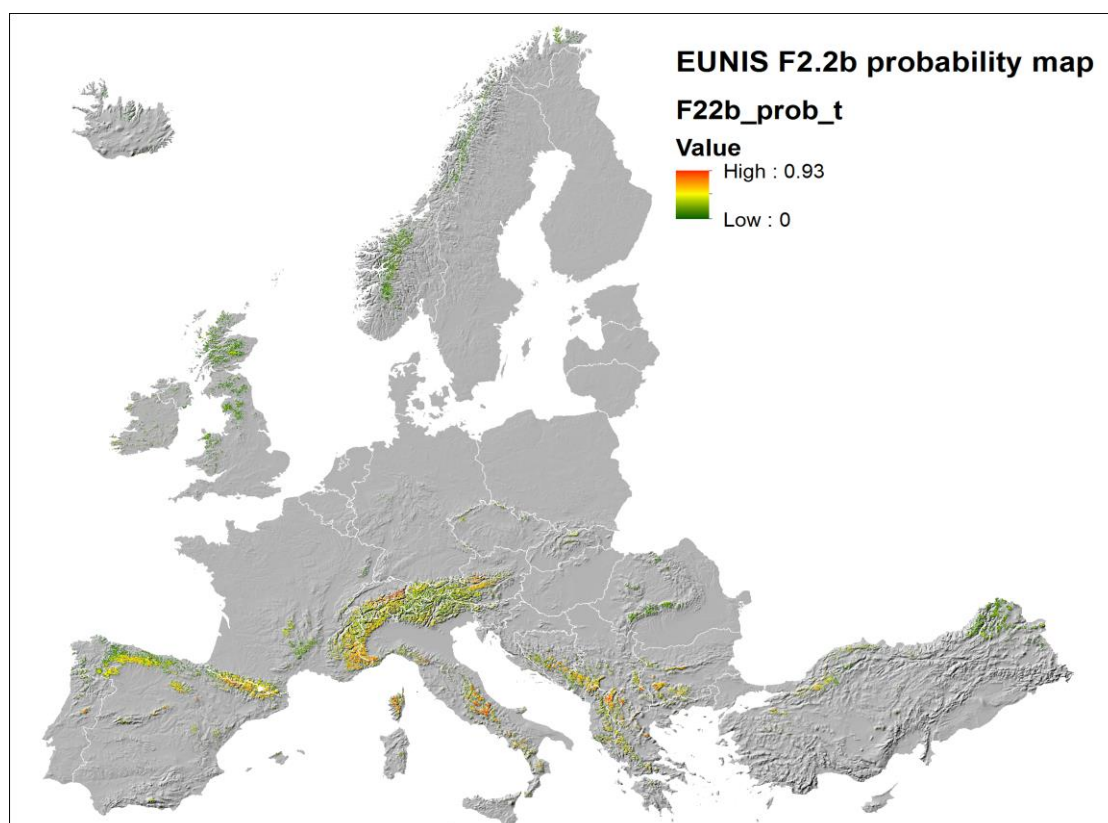 EUNIS F2.2b probability map
F22b_prob_t
Value
High : 0.93
Low : 0